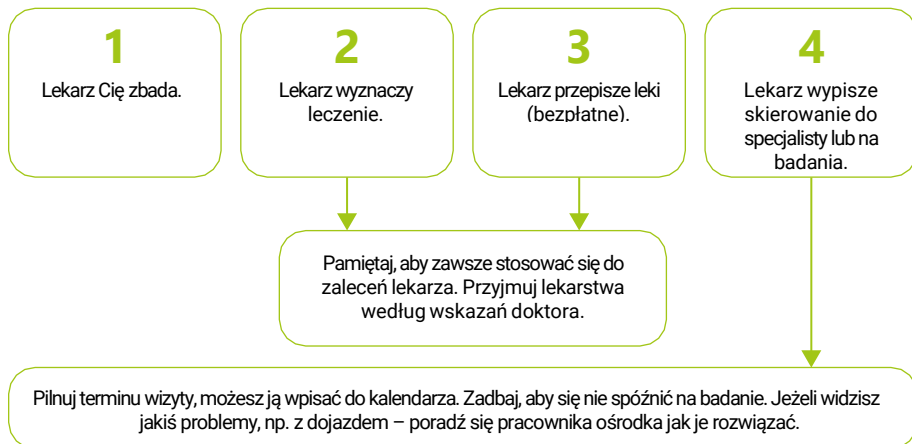 1
Lekarz Cię zbada.
2
Lekarz wyznaczy
leczenie.
3
Lekarz przepisze leki
(bezpłatne).
4
Lekarz wypisze
skierowanie do
specjalisty lub na
badania.
Pamiętaj, aby zawsze stosować się do
zaleceń lekarza. Przyjmuj lekarstwa
według wskazań doktora.
Pilnuj terminu wizyty, możesz ją wpisać do kalendarza. Zadbaj, aby się nie spóźnić na badanie. Jeżeli widzisz
jakiś problemy, np. z dojazdem – poradź się pracownika ośrodka jak je rozwiązać.